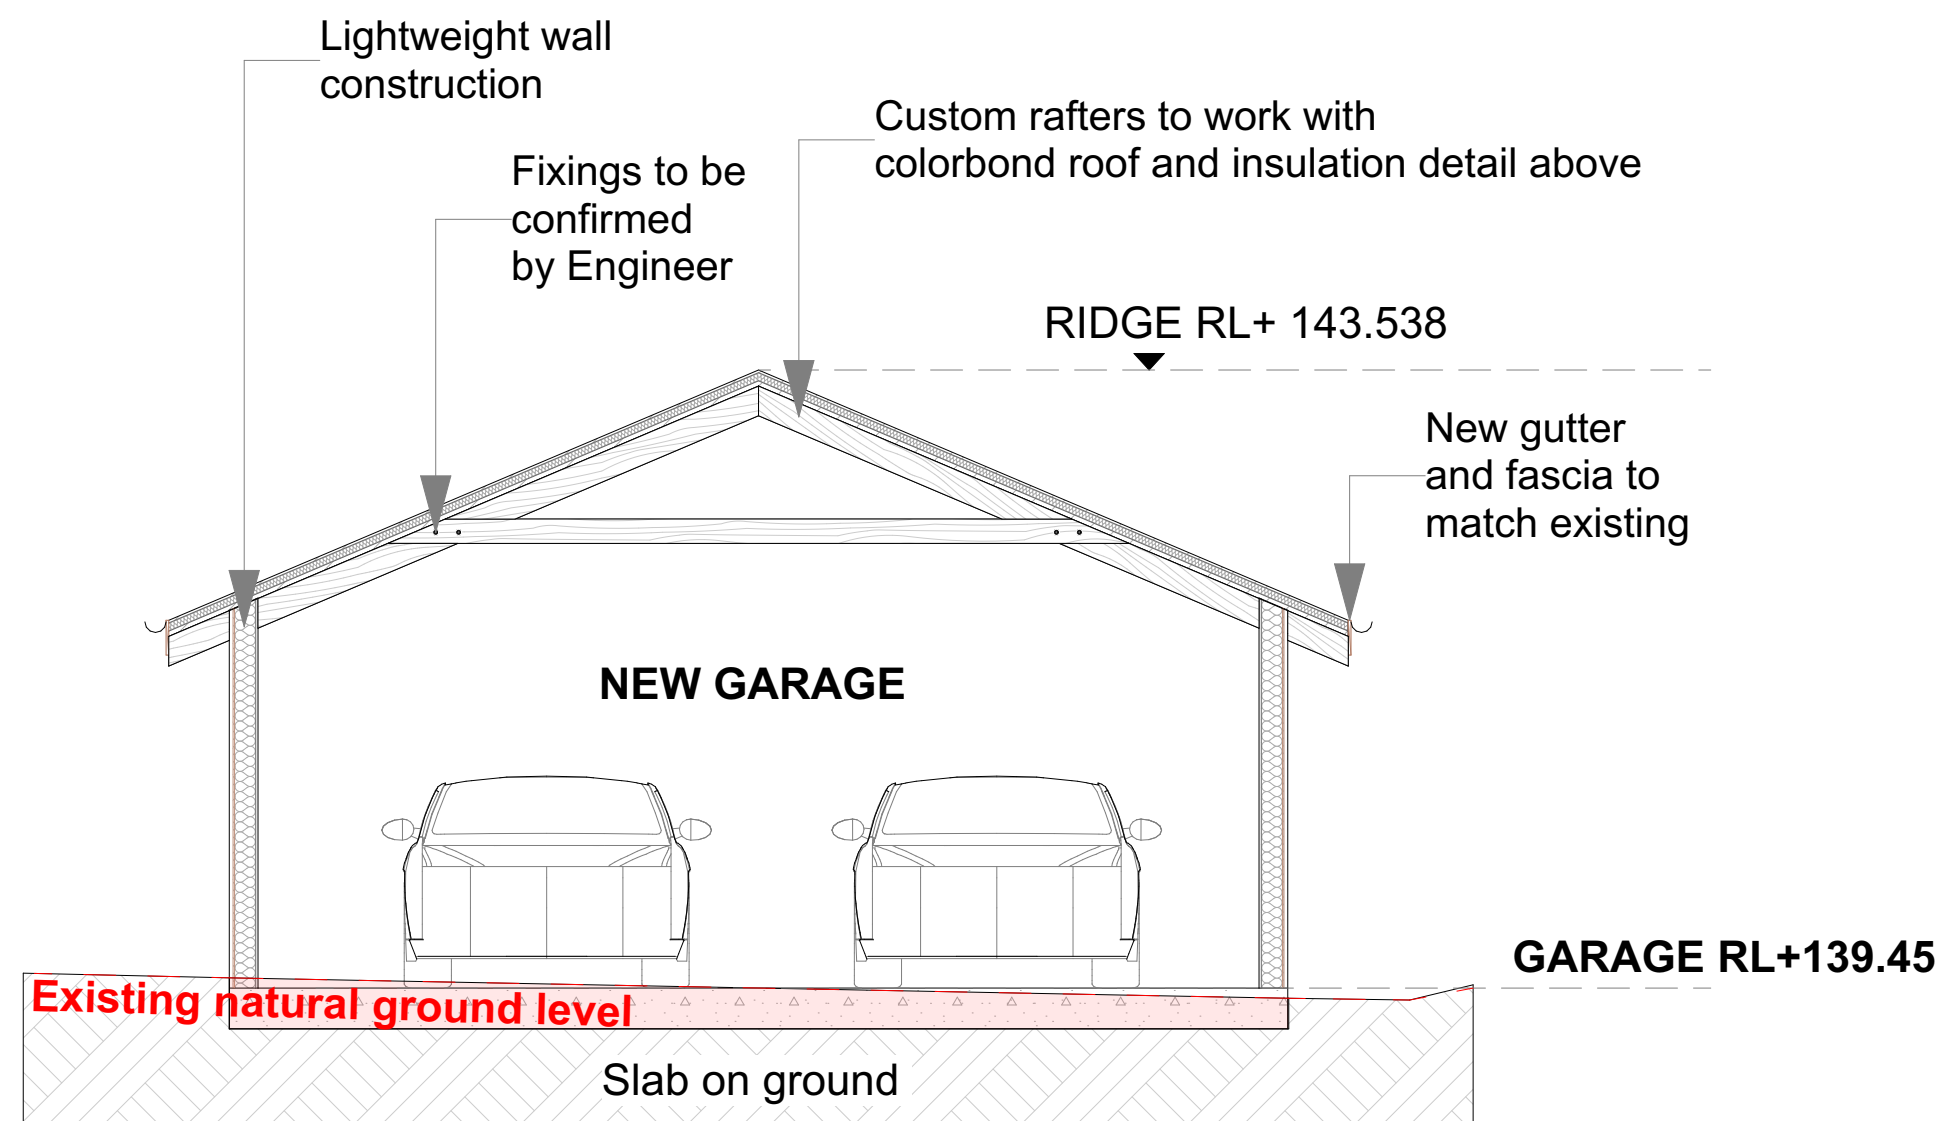 Lightweight wall
construction
Custom rafters to work with
colorbond roof and insulation detail above
Fixings to be
confirmed
by Engineer
RIDGE RL+ 143.538
New gutter
and fascia to
match existing
NEW GARAGE
GARAGE RL+139.45
Existing natural ground level
Slab on ground